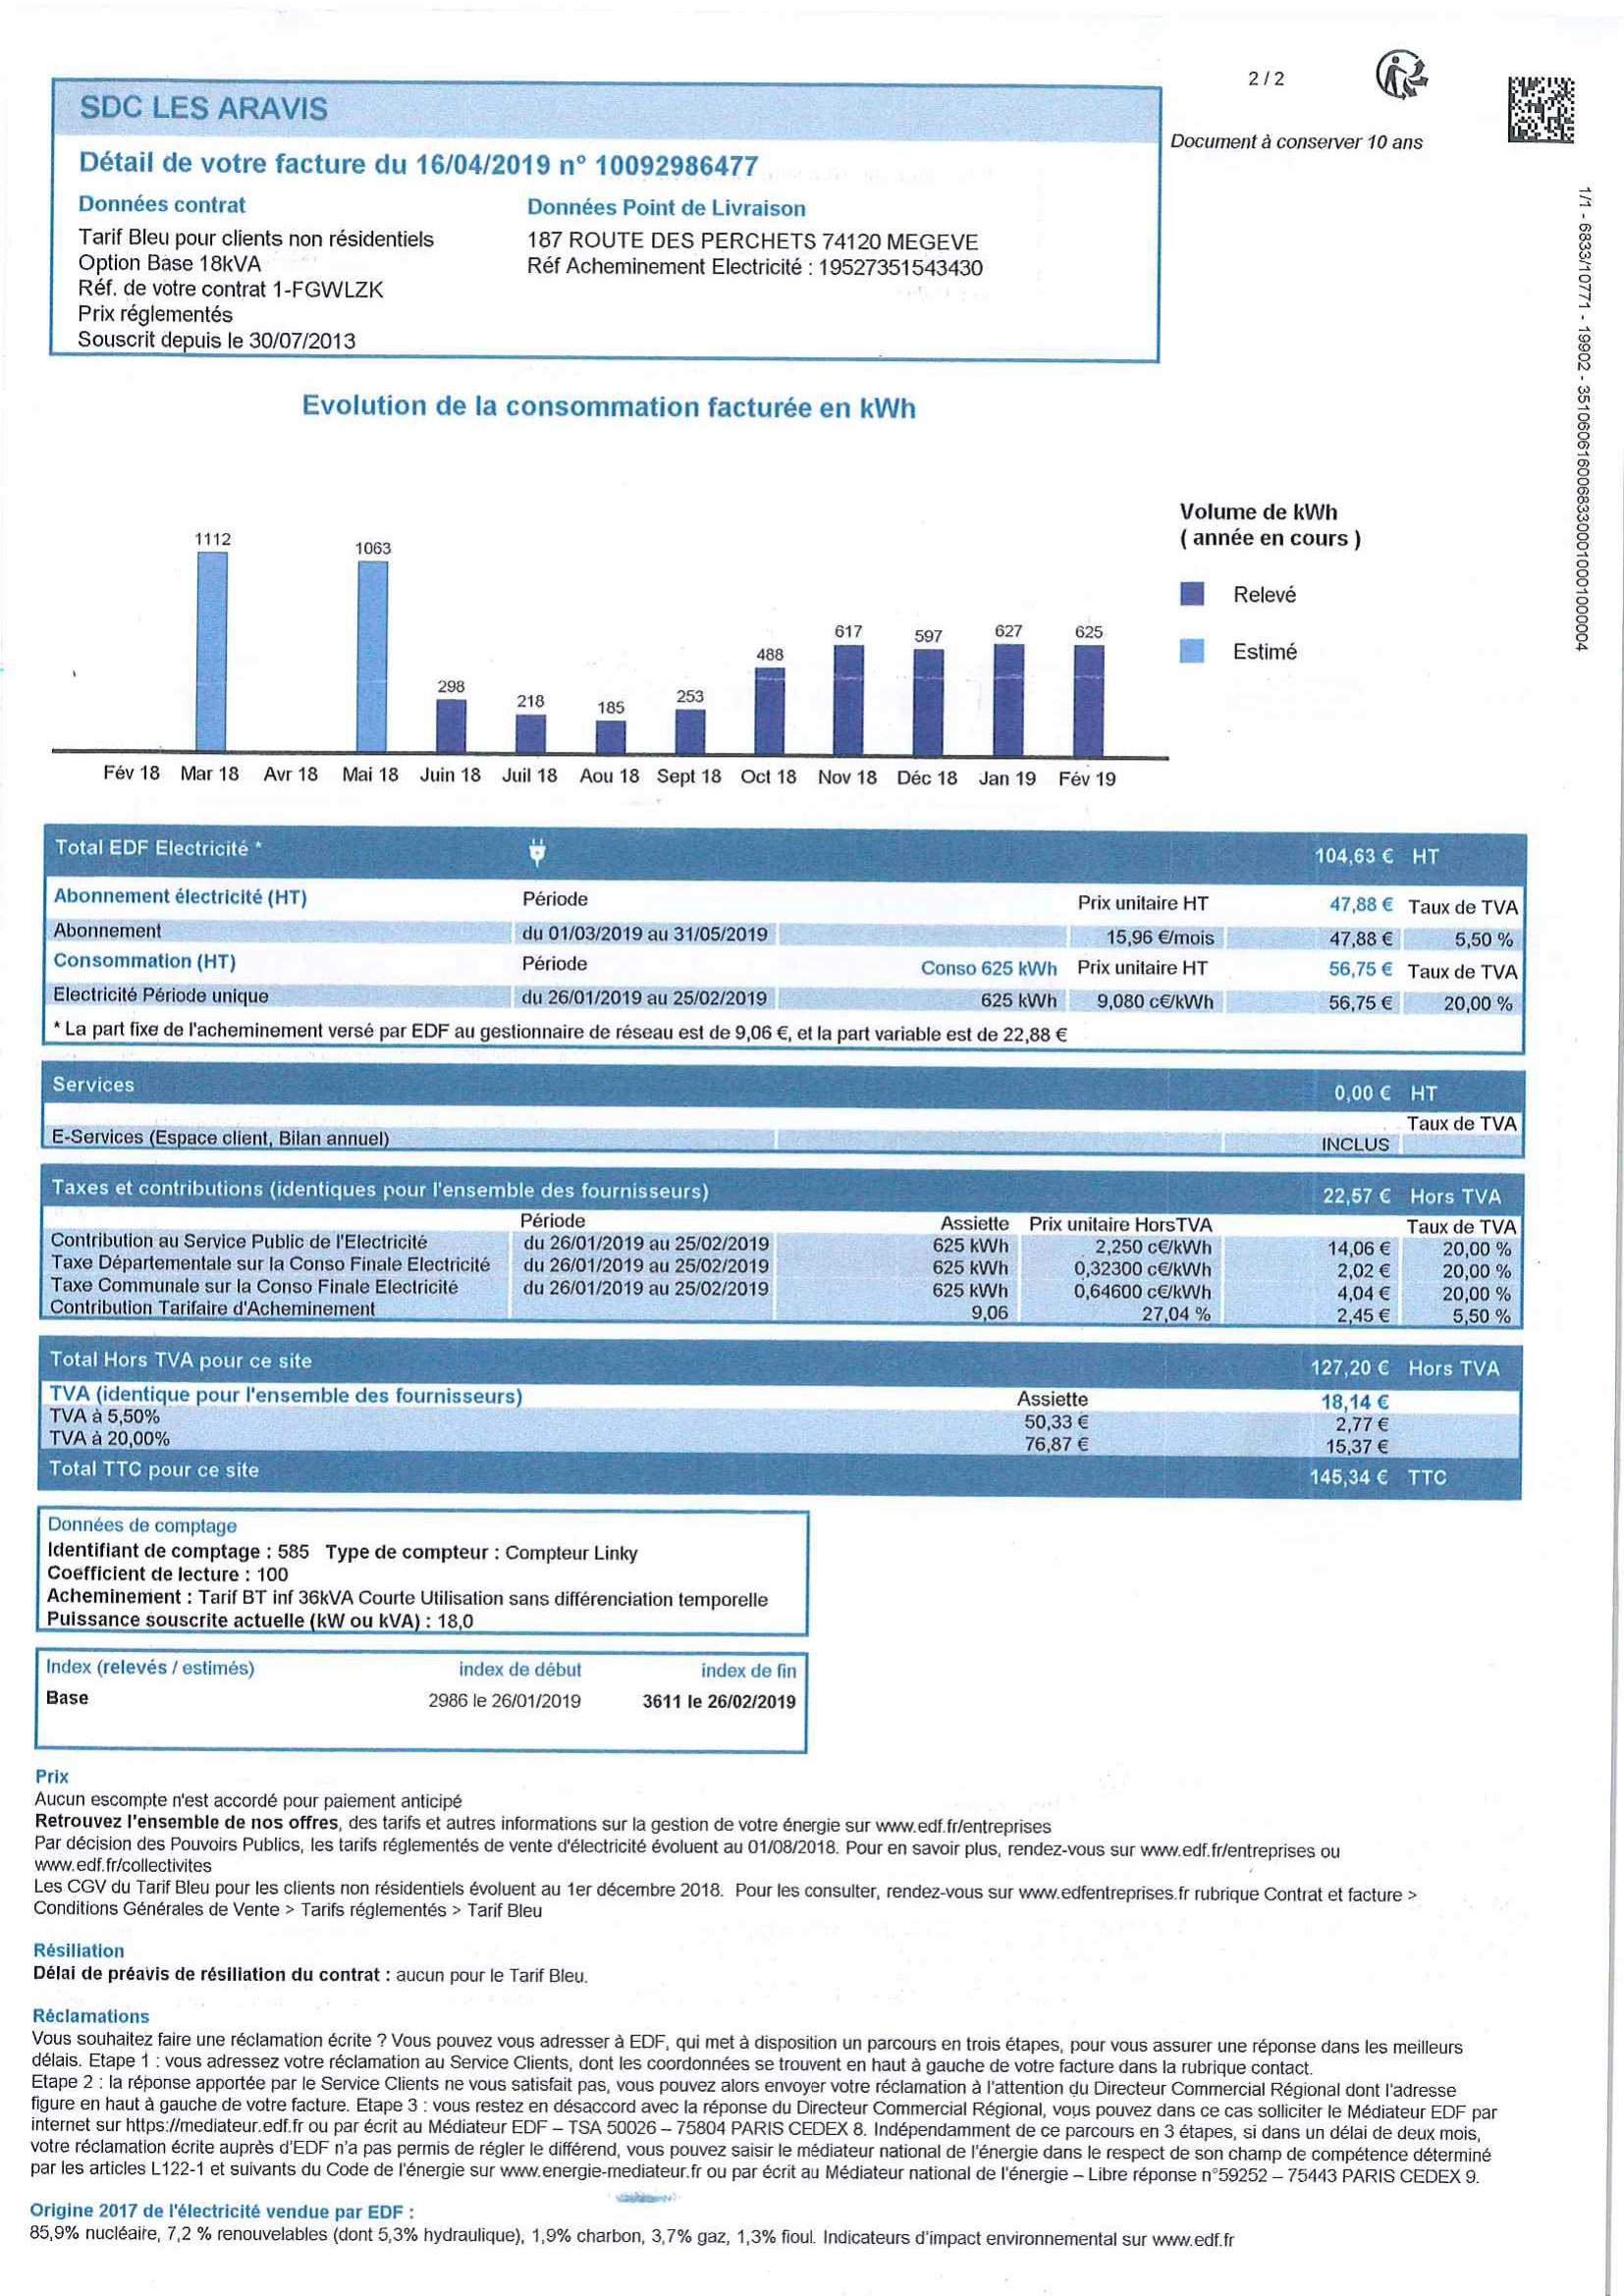 2 / 2
SDC LES ARAVIS
Document à conserver 10 ans
Détail de votre facture du 16/04/2019 n° 10092986477
Données contrat
Tarif Bleu pour clients non résidentiels
Option Base 18kVA
Réf. de votre contrat 1-FGWLZK
Prix réglementés
Souscrit depuis le 30/07/2013
Données Point de Livraison
187 ROUTE DES PERCHETS 74120 MEGEVE
Réf Acheminement Electricité : 19527351543430
1/1 - 6833/10771 - 19902 - 3510606160068330001000100004
Evolution de la consommation facturée en kWh
Volume de kWh
( année en cours )
Relevé
Estimé
1112 1063 298 218 185 253 488 617 597 627 625
Fév 18 Mar 18 Avr 18 Mai 18 Juin 18 Juil 18 Aou 18 Sept 18 Oct 18 Nov 18 Déc 18 Jan 19 Fév 19
Total EDF Electricité * 104,63 € HT
Abonnement électricité (HT) Période Prix unitaire HT 47,88 € Taux de TVA
Abonnement du 01/03/2019 au 31/05/2019 15,96 €/mois 47,88 € 5,50 %
Consommation (HT) Période Conso 625 kWh Prix unitaire HT 56,75 € Taux de TVA
Electricité Période unique du 26/01/2019 au 25/02/2019 625 kWh 9,080 c€/kWh 56,75 € 20,00 %
* La part fixe de l'acheminement versé par EDF au gestionnaire de réseau est de 9,06 €, et la part variable est de 22,88 €
Services 0,00 € HT
Taux de TVA
E-Services (Espace client, Bilan annuel) INCLUS
Taxes et contributions (identiques pour l'ensemble des fournisseurs) 22,57 € Hors TVA
Période Assiette Prix unitaire HorsTVA Taux de TVA
Contribution au Service Public de l'Electricité du 26/01/2019 au 25/02/2019 625 kWh 2,250 c€/kWh 14,06 € 20,00 %
Taxe Départementale sur la Conso Finale Electricité du 26/01/2019 au 25/02/2019 625 kWh 0,32300 c€/kWh 2,02 € 20,00 %
Taxe Communale sur la Conso Finale Electricité du 26/01/2019 au 25/02/2019 625 kWh 0,64600 c€/kWh 4,04 € 20,00 %
Contribution Tarifaire d'Acheminement 9,06 27,04 % 2,45 € 5,50 %
Total Hors TVA pour ce site 127,20 € Hors TVA
TVA (identique pour l'ensemble des fournisseurs) Assiette 18,14 €
TVA à 5,50% 50,33 € 2,77 €
TVA à 20,00% 76,87 € 15,37 €
Total TTC pour ce site 145,34 € TTC
Données de comptage
Identifiant de comptage : 585 Type de compteur : Compteur Linky
Coefficient de lecture : 100
Acheminement : Tarif BT inf 36kVA Courte Utilisation sans différenciation temporelle
Puissance souscrite actuelle (kW ou kVA) : 18,0
Index (relevés / estimés) index de début index de fin
Base 2986 le 26/01/2019 3611 le 26/02/2019
Prix
Aucun escompte n'est accordé pour paiement anticipé
Retrouvez l'ensemble de nos offres, des tarifs et autres informations sur la gestion de votre énergie sur www.edf.fr/entreprises
Par décision des Pouvoirs Publics, les tarifs réglementés de vente d'électricité évoluent au 01/08/2018. Pour en savoir plus, rendez-vous sur www.edf.fr/entreprises ou
www.edf.fr/collectivites
Les CGV du Tarif Bleu pour les clients non résidentiels évoluent au 1er décembre 2018. Pour les consulter, rendez-vous sur www.edfentreprises.fr rubrique Contrat et facture >
Conditions Générales de Vente > Tarifs réglementés > Tarif Bleu
Résiliation
Délai de préavis de résiliation du contrat : aucun pour le Tarif Bleu.
Réclamations
Vous souhaitez faire une réclamation écrite ? Vous pouvez vous adresser à EDF, qui met à disposition un parcours en trois étapes, pour vous assurer une réponse dans les meilleurs
délais. Etape 1 : vous adressez votre réclamation au Service Clients, dont les coordonnées se trouvent en haut à gauche de votre facture dans la rubrique contact.
Etape 2 : la réponse apportée par le Service Clients ne vous satisfait pas, vous pouvez alors envoyer votre réclamation à l'attention du Directeur Commercial Régional dont l'adresse
figure en haut à gauche de votre facture. Etape 3 : vous restez en désaccord avec la réponse du Directeur Commercial Régional, vous pouvez dans ce cas solliciter le Médiateur EDF par
internet sur https://mediateur.edf.fr ou par écrit au Médiateur EDF – TSA 50026 – 75804 PARIS CEDEX 8. Indépendamment de ce parcours en 3 étapes, si dans un délai de deux mois,
votre réclamation écrite auprès d'EDF n'a pas permis de régler le différend, vous pouvez saisir le médiateur national de l'énergie dans le respect de son champ de compétence déterminé
par les articles L122-1 et suivants du Code de l'énergie sur www.energie-mediateur.fr ou par écrit au Médiateur national de l'énergie – Libre réponse n°59252 – 75443 PARIS CEDEX 9.
Origine 2017 de l'électricité vendue par EDF :
85,9% nucléaire, 7,2 % renouvelables (dont 5,3% hydraulique), 1,9% charbon, 3,7% gaz, 1,3% fioul. Indicateurs d'impact environnemental sur www.edf.fr